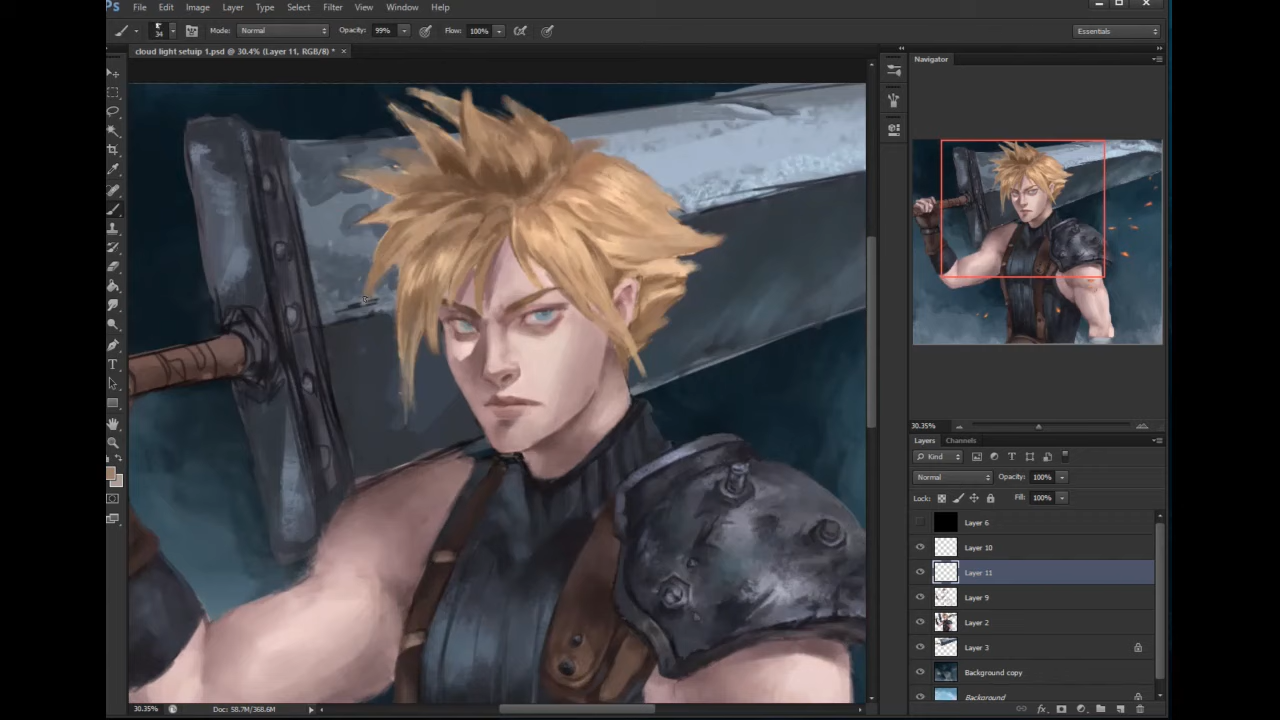 Ps File Edit Image Layer Type Select Filter View Window Help
34 Mode: Normal Opacity: 99% Flow: 100% Essentials
cloud light setuip 1.psd @ 30.4% (Layer 11, RGB/8) * ×
Navigator
30.35%
Layers Channels
Kind
Normal Opacity: 100%
Lock: Fill: 100%
Layer 6
Layer 10
Layer 11
Layer 9
Layer 2
Layer 3
Background copy
Background
30.35% Doc: 58.7M/368.6M